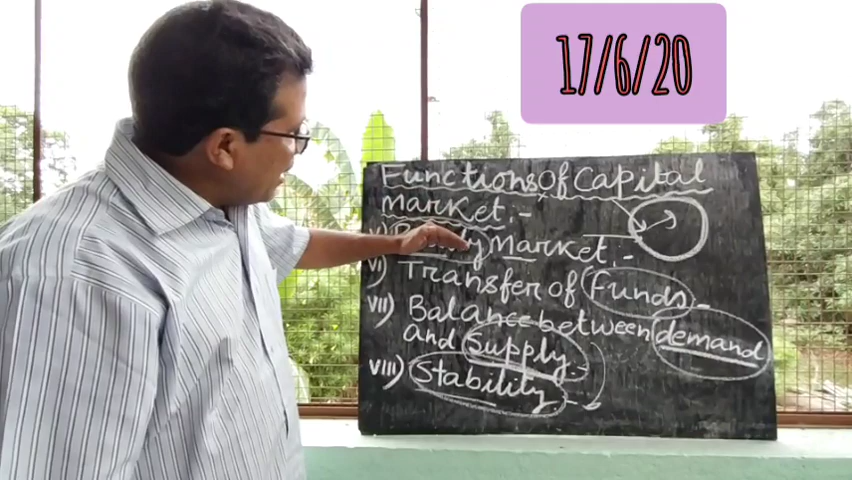 17/6/20
Functions of Capital
market:-
Market:-
VI) Transfer of Funds-
VII) Balance between demand
and Supply-
VIII) Stability-